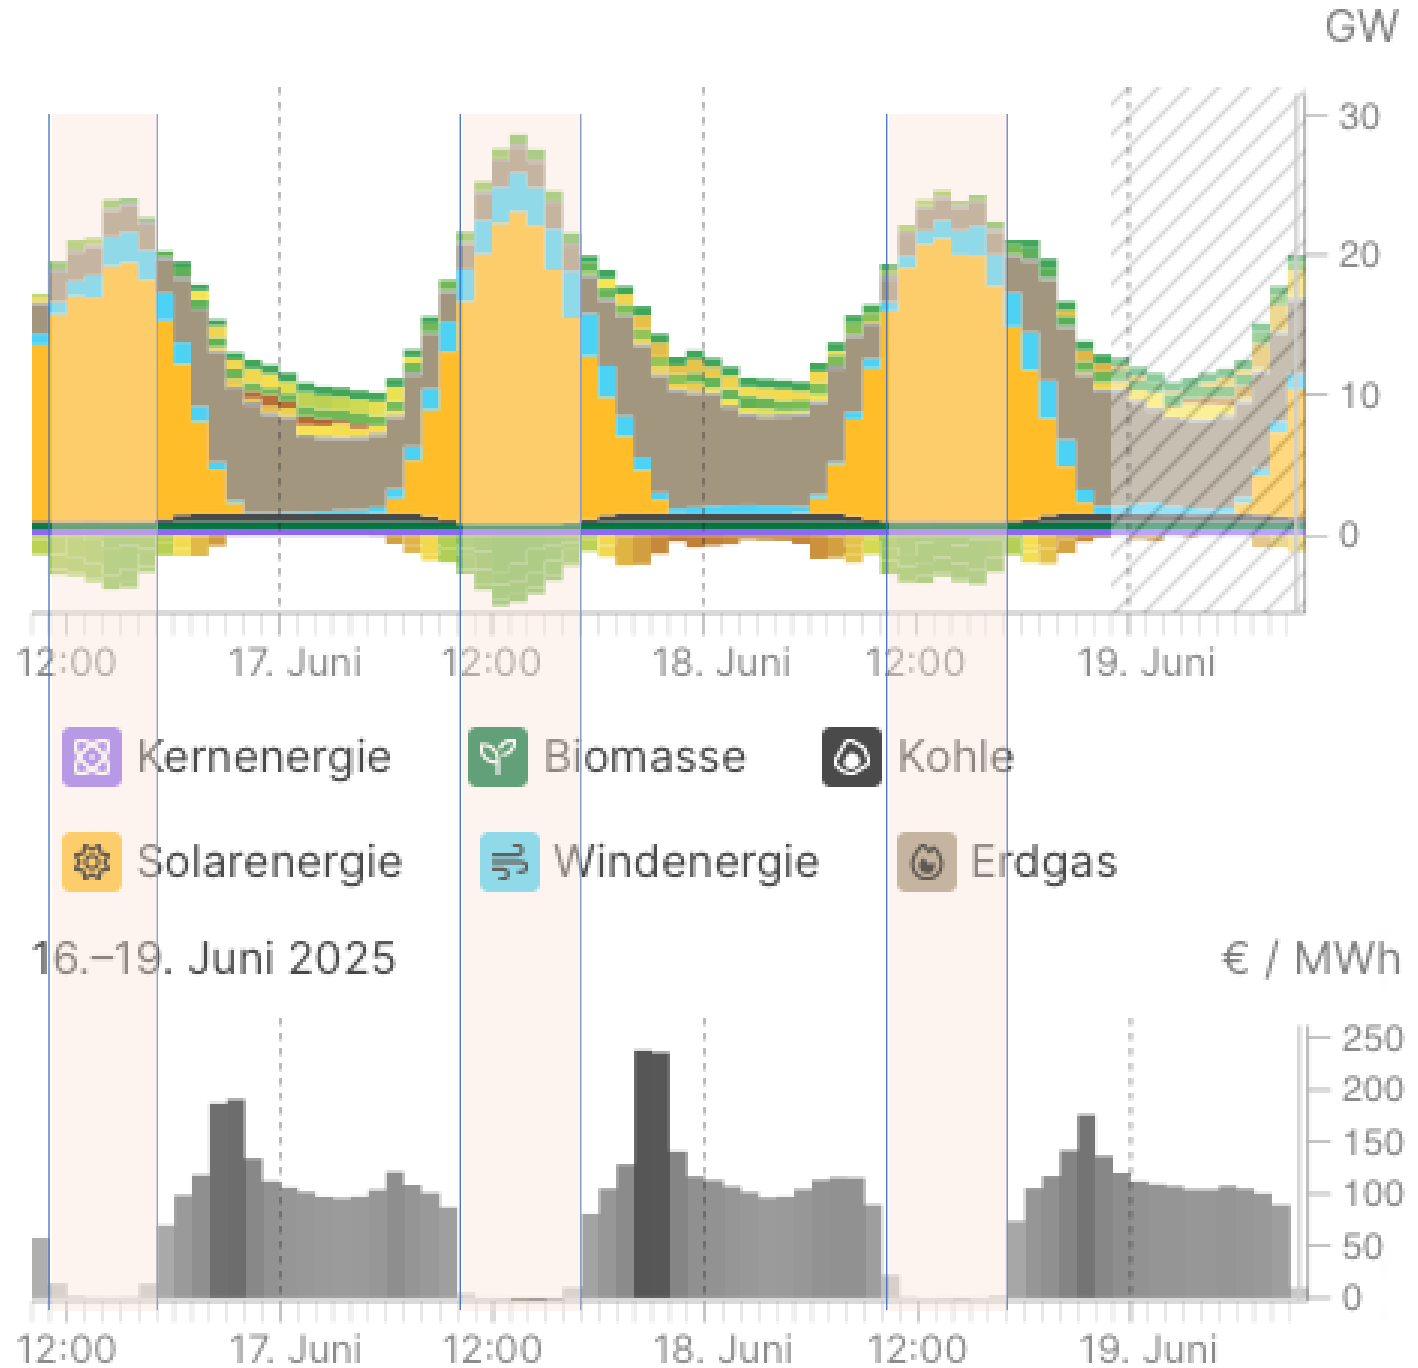 GW
30
20
10
0
12:00 17. Juni 12:00 18. Juni 12:00 19. Juni
Kernenergie Biomasse Kohle
Solarenergie Windenergie Erdgas
16.–19. Juni 2025 € / MWh
250
200
150
100
50
0
12:00 17. Juni 12:00 18. Juni 12:00 19. Juni